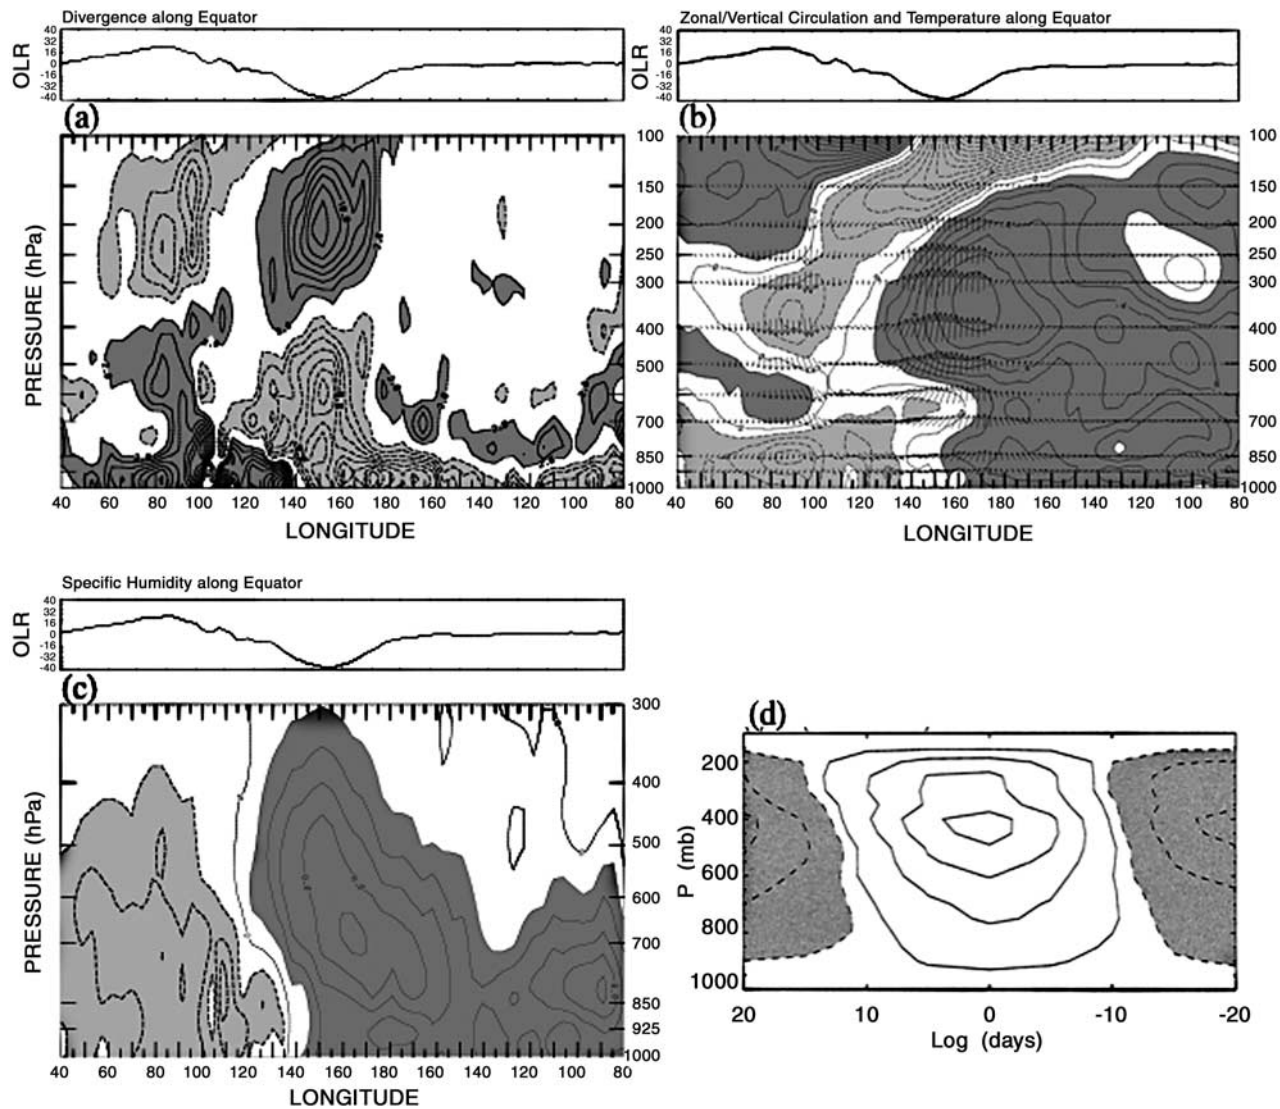 Divergence along Equator
OLR
40
32
16
0
-16
-32
-40
(a)
PRESSURE (hPa)
100
150
200
250
300
400
500
700
850
1000
40 60 80 100 120 140 160 180 160 140 120 100 80
LONGITUDE
Zonal/Vertical Circulation and Temperature along Equator
OLR
40
32
16
0
-16
-32
-40
(b)
100
150
200
250
300
400
500
700
850
1000
40 60 80 100 120 140 160 180 160 140 120 100 80
LONGITUDE
Specific Humidity along Equator
OLR
40
32
16
0
-16
-32
-40
(c)
PRESSURE (hPa)
300
400
500
600
700
850
925
1000
40 60 80 100 120 140 160 180 160 140 120 100 80
LONGITUDE
(d)
P (mb)
200
400
600
800
1000
20 10 0 -10 -20
Log (days)